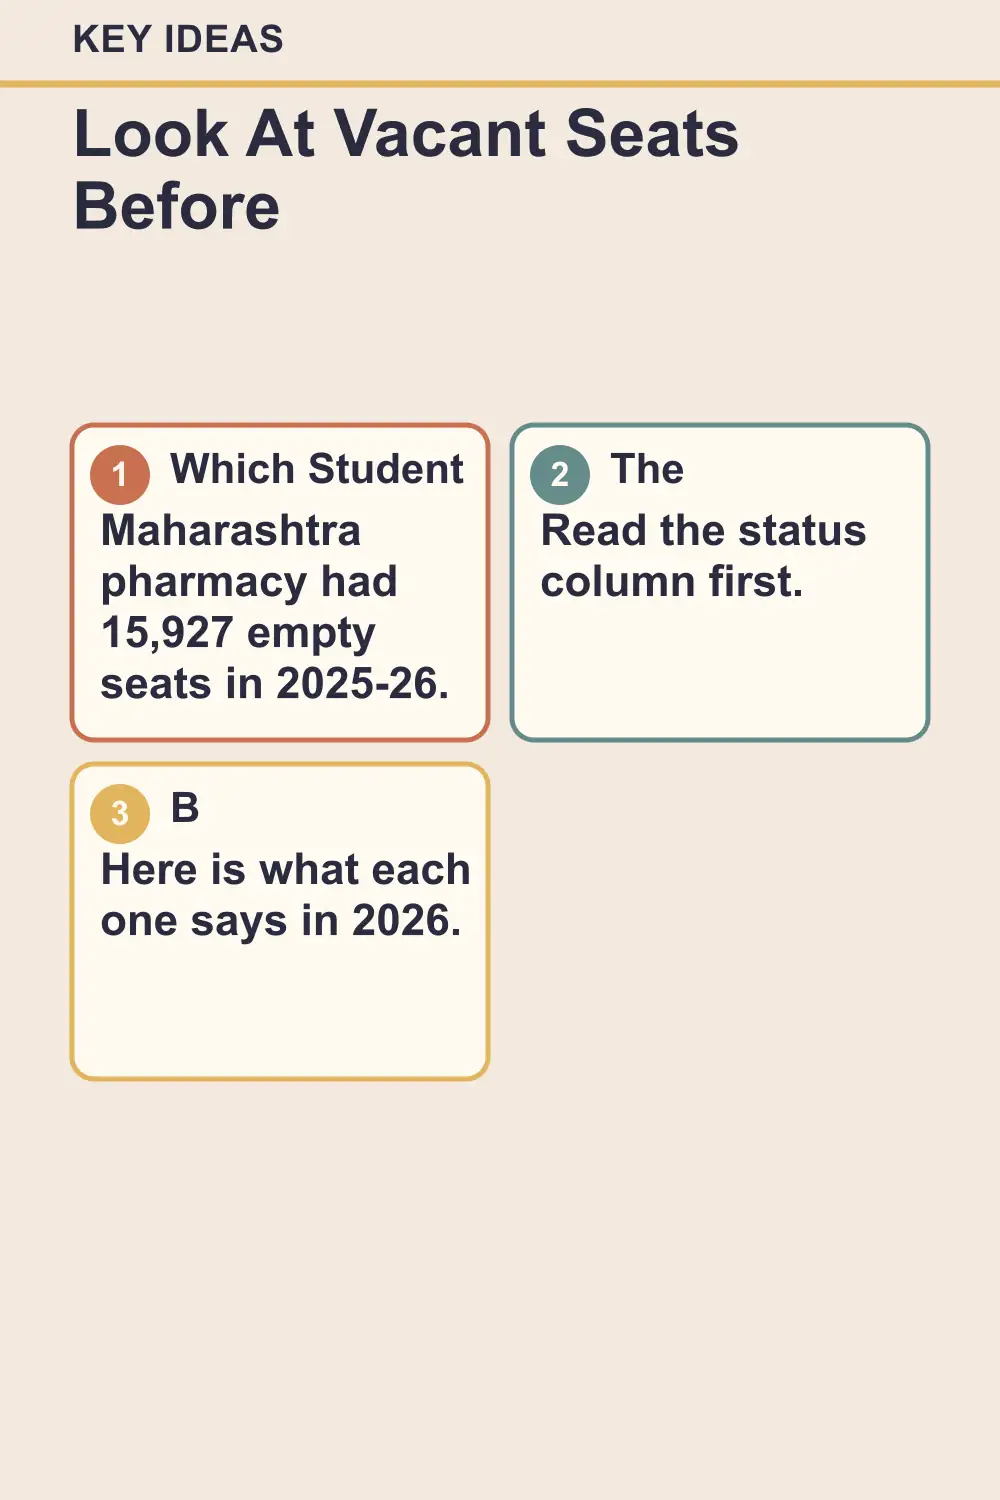 KEY IDEAS
Look At Vacant Seats
Before
1 Which Student
Maharashtra
pharmacy had
15,927 empty
seats in 2025-26.
2 The
Read the status
column first.
3 B
Here is what each
one says in 2026.